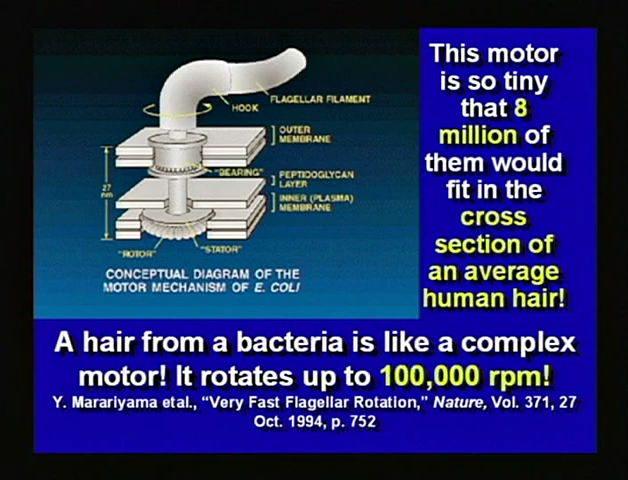 HOOK
FLAGELLAR FILAMENT
OUTER
MEMBRANE
"BEARING"
PEPTIDOGLYCAN
LAYER
INNER (PLASMA)
MEMBRANE
27
nm
"ROTOR"
"STATOR"
CONCEPTUAL DIAGRAM OF THE
MOTOR MECHANISM OF E. COLI
This motor
is so tiny
that 8
million of
them would
fit in the
cross
section of
an average
human hair!
A hair from a bacteria is like a complex
motor! It rotates up to 100,000 rpm!
Y. Marariyama etal., “Very Fast Flagellar Rotation,” Nature, Vol. 371, 27
Oct. 1994, p. 752